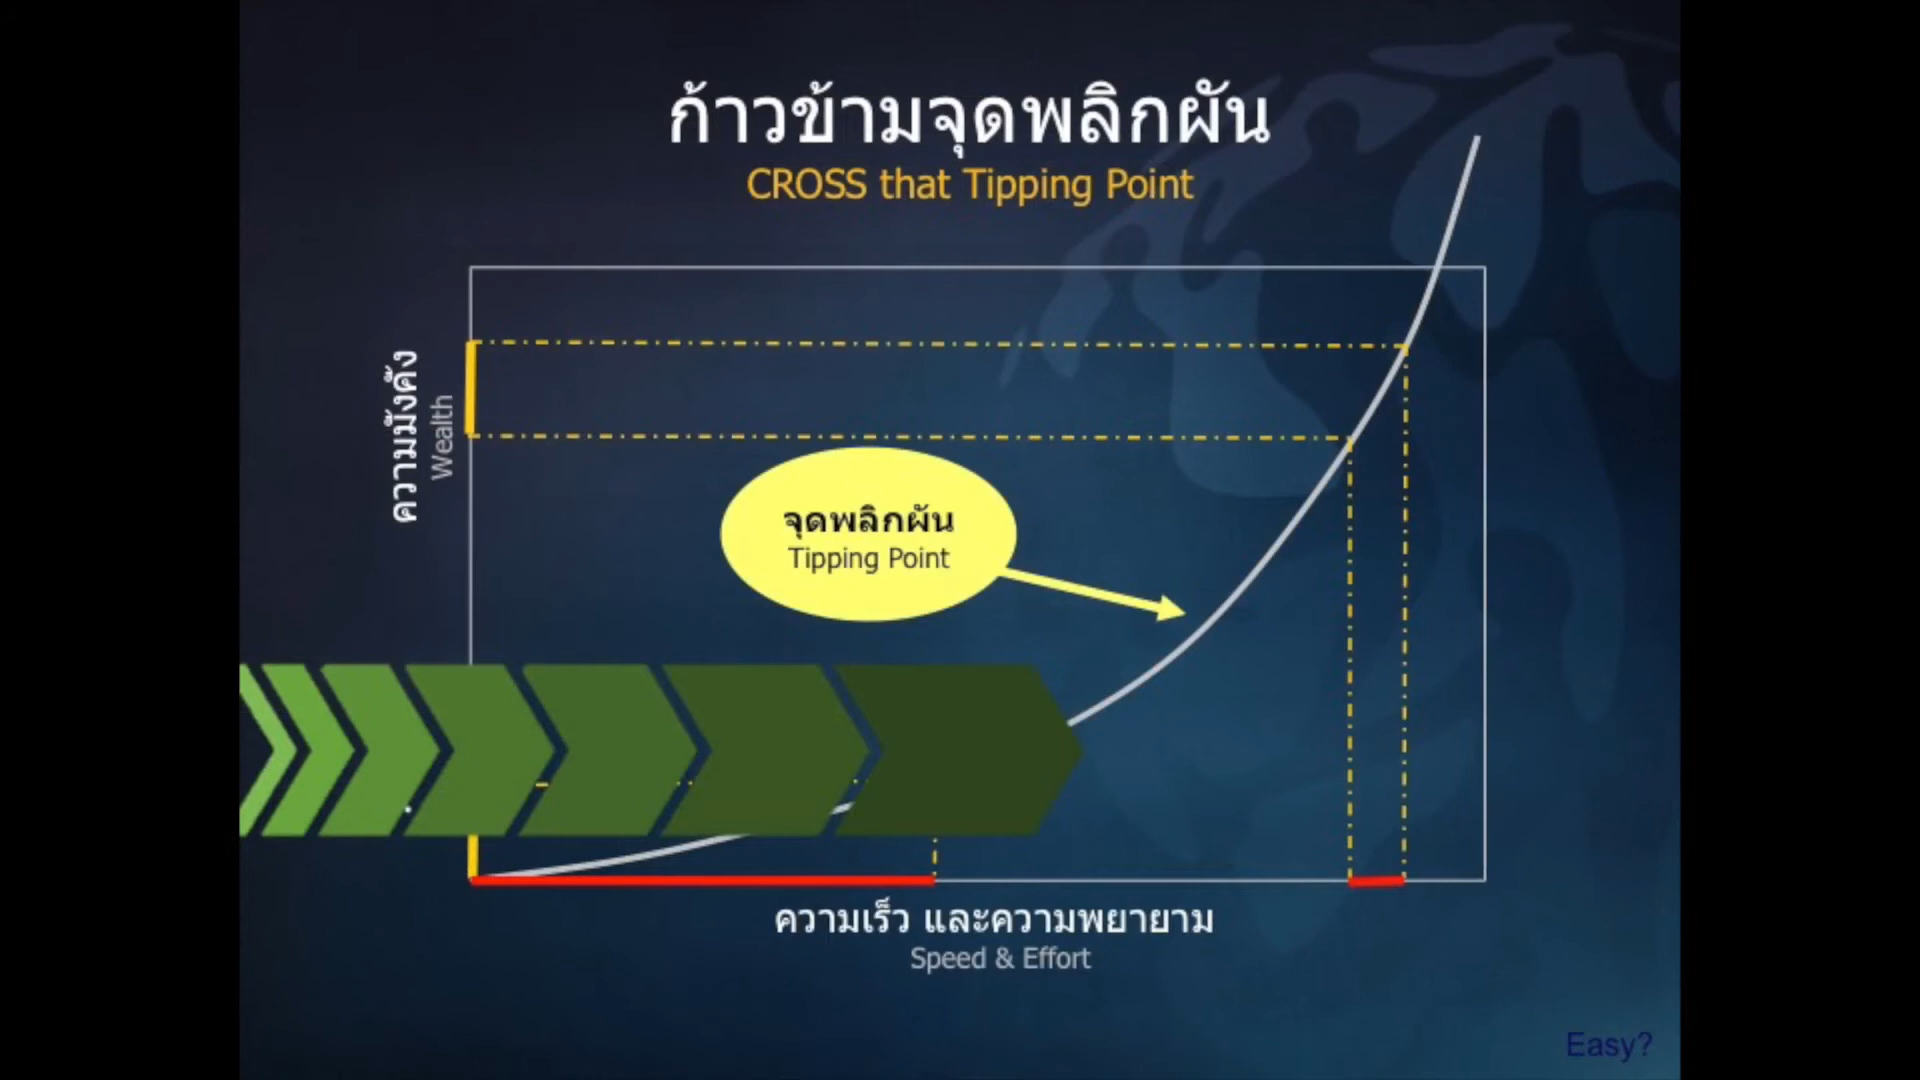 ก้าวข้ามจุดพลิกผัน
CROSS that Tipping Point
ความมั่งคั่ง
Wealth
จุดพลิกผัน
Tipping Point
ความเร็ว และความพยายาม
Speed & Effort
Easy?